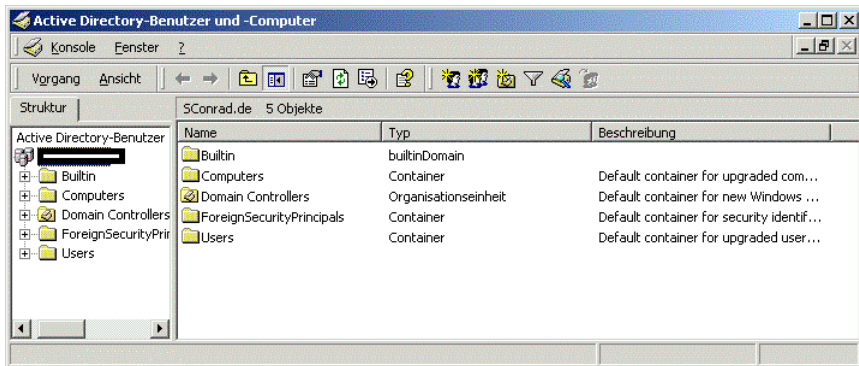 Active Directory-Benutzer und -Computer
Konsole Fenster ?
Vorgang Ansicht
Struktur
SConrad.de 5 Objekte
Active Directory-Benutzer
Builtin
Computers
Domain Controllers
ForeignSecurityPrir
Users
Name Typ Beschreibung
Builtin builtinDomain
Computers Container Default container for upgraded com...
Domain Controllers Organisationseinheit Default container for new Windows ...
ForeignSecurityPrincipals Container Default container for security identif...
Users Container Default container for upgraded user...